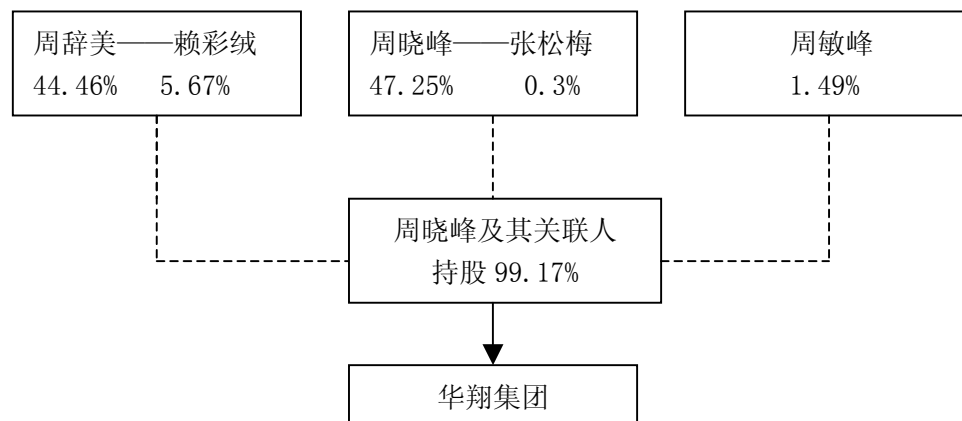 周辞美——赖彩绒
44.46% 5.67%
周晓峰——张松梅
47.25% 0.3%
周敏峰
1.49%
周晓峰及其关联人
持股 99.17%
华翔集团